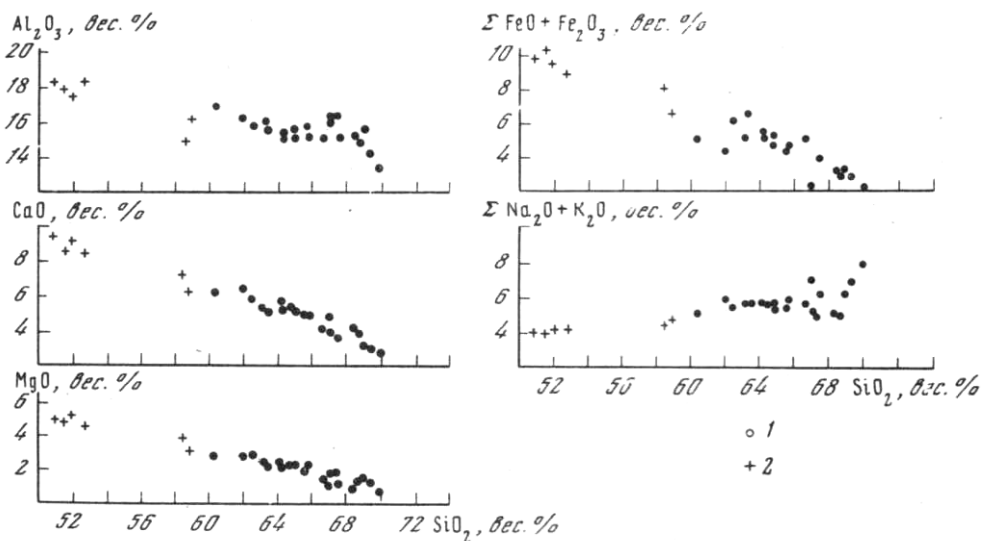 Al₂O₃, вес. %
20
18
16
14
CaO, вес. %
8
6
4
MgO, вес. %
6
4
2
52 56 60 64 68 72 SiO₂, вес. %
Σ FeO + Fe₂O₃, вес. %
10
8
6
4
Σ Na₂O + K₂O, вес. %
8
6
4
52 56 60 64 68 SiO₂, вес. %
1
2